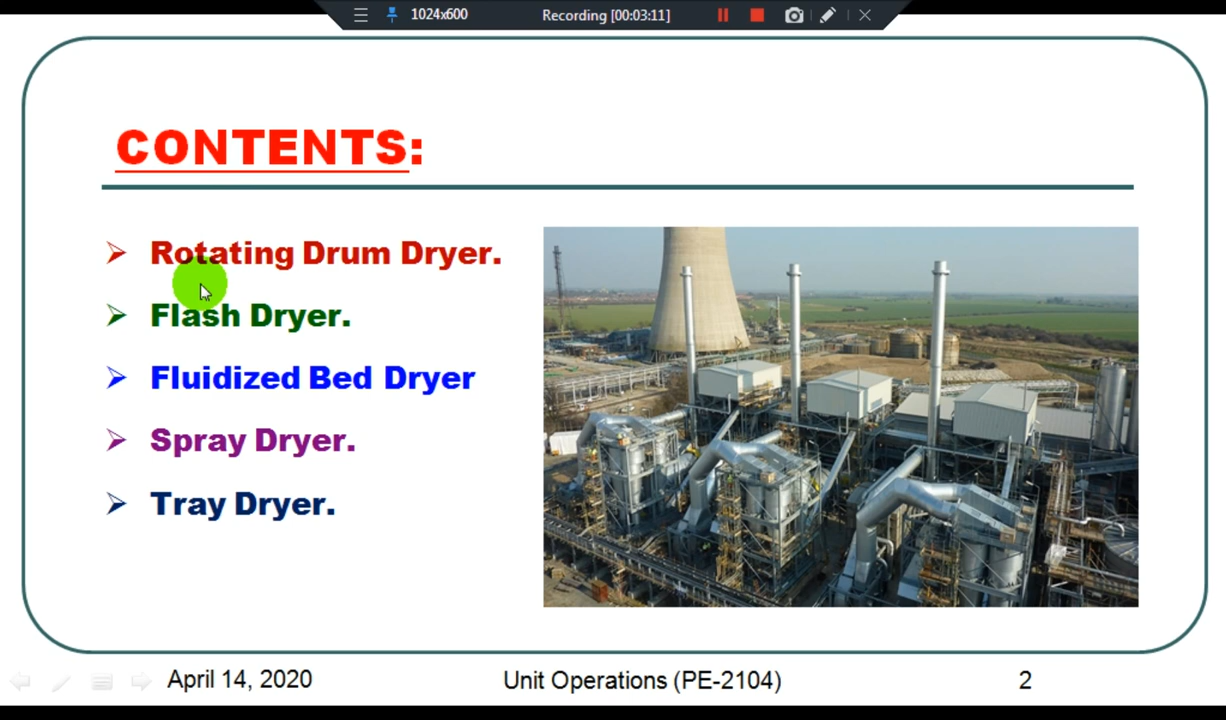 1024x600 Recording [00:03:11]
CONTENTS:
Rotating Drum Dryer.
Flash Dryer.
Fluidized Bed Dryer
Spray Dryer.
Tray Dryer.
April 14, 2020 Unit Operations (PE-2104) 2